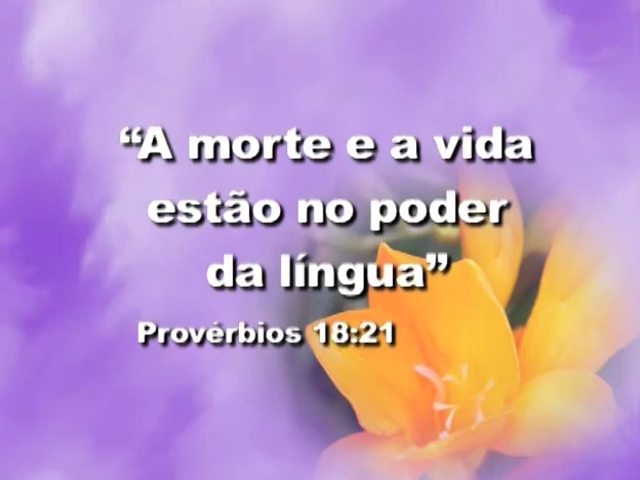 “A morte e a vida
estão no poder
da língua”
Provérbios 18:21